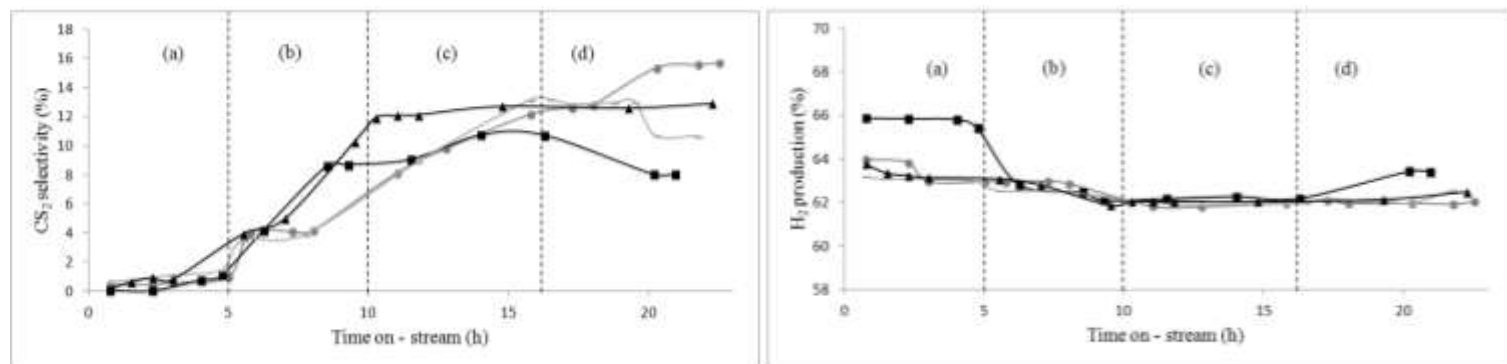 CS2 selectivity (%)
18
16
14
12
10
8
6
4
2
0
(a)
(b)
(c)
(d)
0
5
10
15
20
Time on - stream (h)
H2 production (%)
70
68
66
64
62
60
58
(a)
(b)
(c)
(d)
0
5
10
15
20
Time on - stream (h)